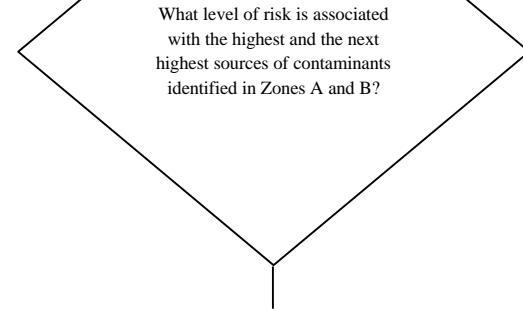 What level of risk is associated
with the highest and the next
highest sources of contaminants
identified in Zones A and B?